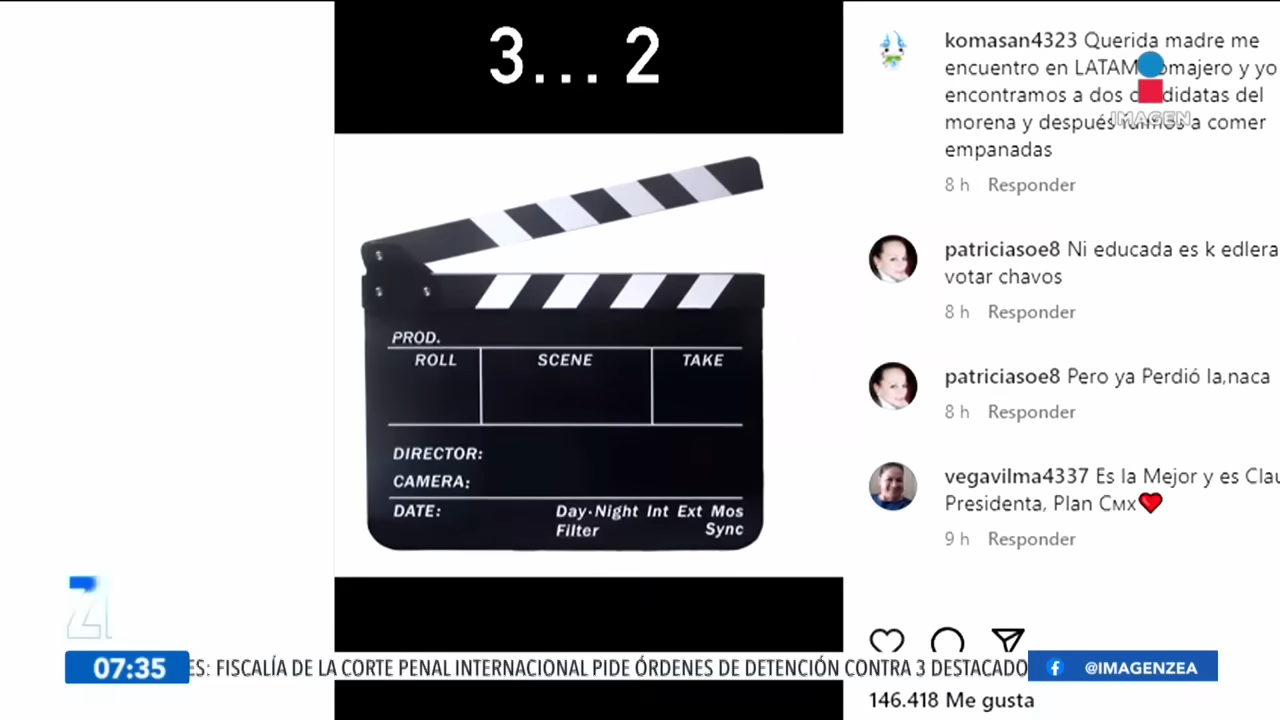 3... 2
PROD.
ROLL SCENE TAKE
DIRECTOR:
CAMERA:
DATE: Day·Night Int Ext Mos
Filter Sync
komasan4323 Querida madre me
encuentro en LATAM omajero y yo
encontramos a dos c didatas del
morena y después fuimos a comer
empanadas
8 h Responder
IMAGEN
patriciasoe8 Ni educada es k edlera
votar chavos
8 h Responder
patriciasoe8 Pero ya Perdió la,naca
8 h Responder
vegavilma4337 Es la Mejor y es Clau
Presidenta, Plan Cмx❤️
9 h Responder
146.418 Me gusta
07:35
ES: FISCALÍA DE LA CORTE PENAL INTERNACIONAL PIDE ÓRDENES DE DETENCIÓN CONTRA 3 DESTACADO
@IMAGENZEA